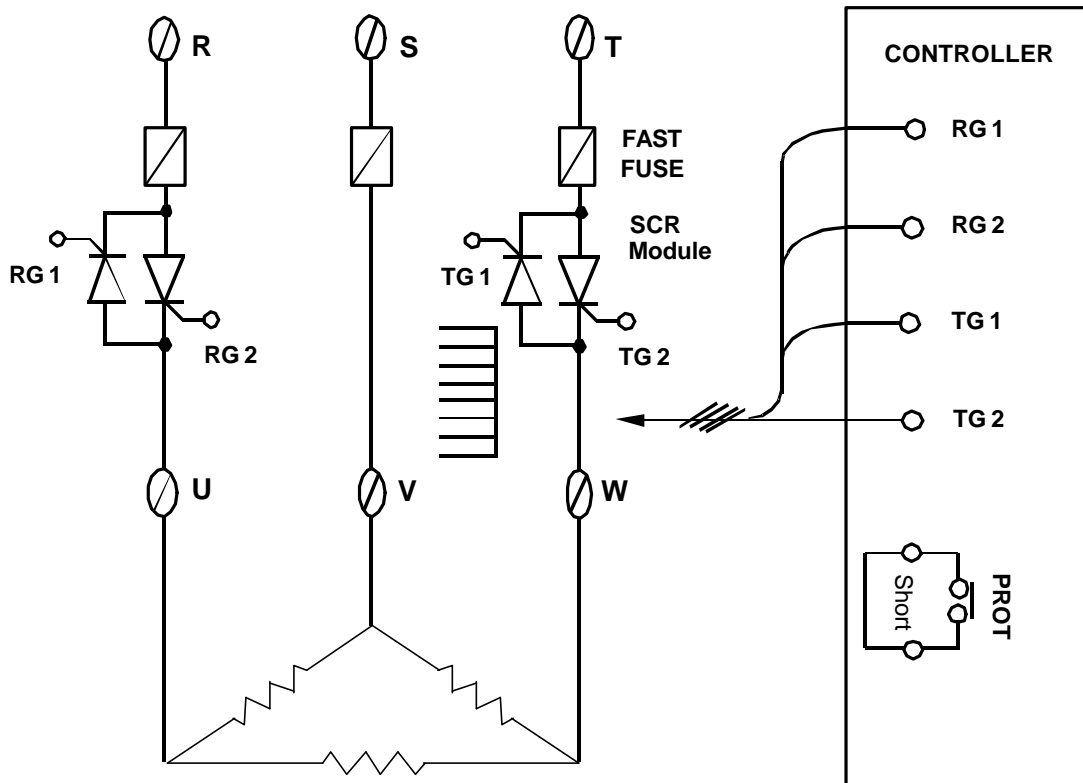 R
S
T
CONTROLLER
FAST
FUSE
RG 1
SCR
Module
RG 2
RG 1
TG 1
TG 1
RG 2
TG 2
TG 2
U
V
W
Short
PROT